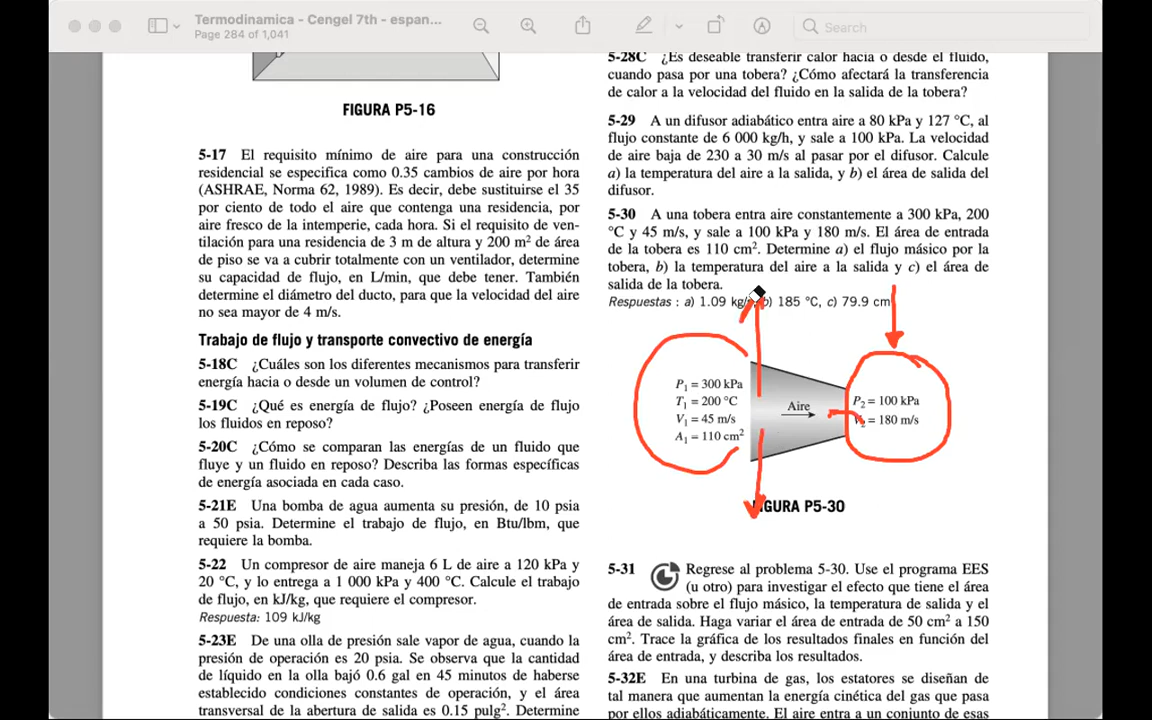 Termodinamica - Cengel 7th - espan...
Page 284 of 1,041
Search
FIGURA P5-16
5-17 El requisito mínimo de aire para una construcción
residencial se especifica como 0.35 cambios de aire por hora
(ASHRAE, Norma 62, 1989). Es decir, debe sustituirse el 35
por ciento de todo el aire que contenga una residencia, por
aire fresco de la intemperie, cada hora. Si el requisito de ven-
tilación para una residencia de 3 m de altura y 200 m² de área
de piso se va a cubrir totalmente con un ventilador, determine
su capacidad de flujo, en L/min, que debe tener. También
determine el diámetro del ducto, para que la velocidad del aire
no sea mayor de 4 m/s.
Trabajo de flujo y transporte convectivo de energía
5-18C ¿Cuáles son los diferentes mecanismos para transferir
energía hacia o desde un volumen de control?
5-19C ¿Qué es energía de flujo? ¿Poseen energía de flujo
los fluidos en reposo?
5-20C ¿Cómo se comparan las energías de un fluido que
fluye y un fluido en reposo? Describa las formas específicas
de energía asociada en cada caso.
5-21E Una bomba de agua aumenta su presión, de 10 psia
a 50 psia. Determine el trabajo de flujo, en Btu/lbm, que
requiere la bomba.
5-22 Un compresor de aire maneja 6 L de aire a 120 kPa y
20 °C, y lo entrega a 1 000 kPa y 400 °C. Calcule el trabajo
de flujo, en kJ/kg, que requiere el compresor.
Respuesta: 109 kJ/kg
5-23E De una olla de presión sale vapor de agua, cuando la
presión de operación es 20 psia. Se observa que la cantidad
de líquido en la olla bajó 0.6 gal en 45 minutos de haberse
establecido condiciones constantes de operación, y el área
transversal de la abertura de salida es 0.15 pulg². Determine
5-28C ¿Es deseable transferir calor hacia o desde el fluido,
cuando pasa por una tobera? ¿Cómo afectará la transferencia
de calor a la velocidad del fluido en la salida de la tobera?
5-29 A un difusor adiabático entra aire a 80 kPa y 127 °C, al
flujo constante de 6 000 kg/h, y sale a 100 kPa. La velocidad
de aire baja de 230 a 30 m/s al pasar por el difusor. Calcule
a) la temperatura del aire a la salida, y b) el área de salida del
difusor.
5-30 A una tobera entra aire constantemente a 300 kPa, 200
°C y 45 m/s, y sale a 100 kPa y 180 m/s. El área de entrada
de la tobera es 110 cm². Determine a) el flujo másico por la
tobera, b) la temperatura del aire a la salida y c) el área de
salida de la tobera.
Respuestas : a) 1.09 kg/ b) 185 °C, c) 79.9 cm
P₁ = 300 kPa
T₁ = 200 °C
V₁ = 45 m/s
A₁ = 110 cm²
Aire
P₂ = 100 kPa
= 180 m/s
IGURA P5-30
5-31 Regrese al problema 5-30. Use el programa EES
(u otro) para investigar el efecto que tiene el área
de entrada sobre el flujo másico, la temperatura de salida y el
área de salida. Haga variar el área de entrada de 50 cm² a 150
cm². Trace la gráfica de los resultados finales en función del
área de entrada, y describa los resultados.
5-32E En una turbina de gas, los estatores se diseñan de
tal manera que aumentan la energía cinética del gas que pasa
por ellos adiabáticamente. El aire entra a un conjunto de esas